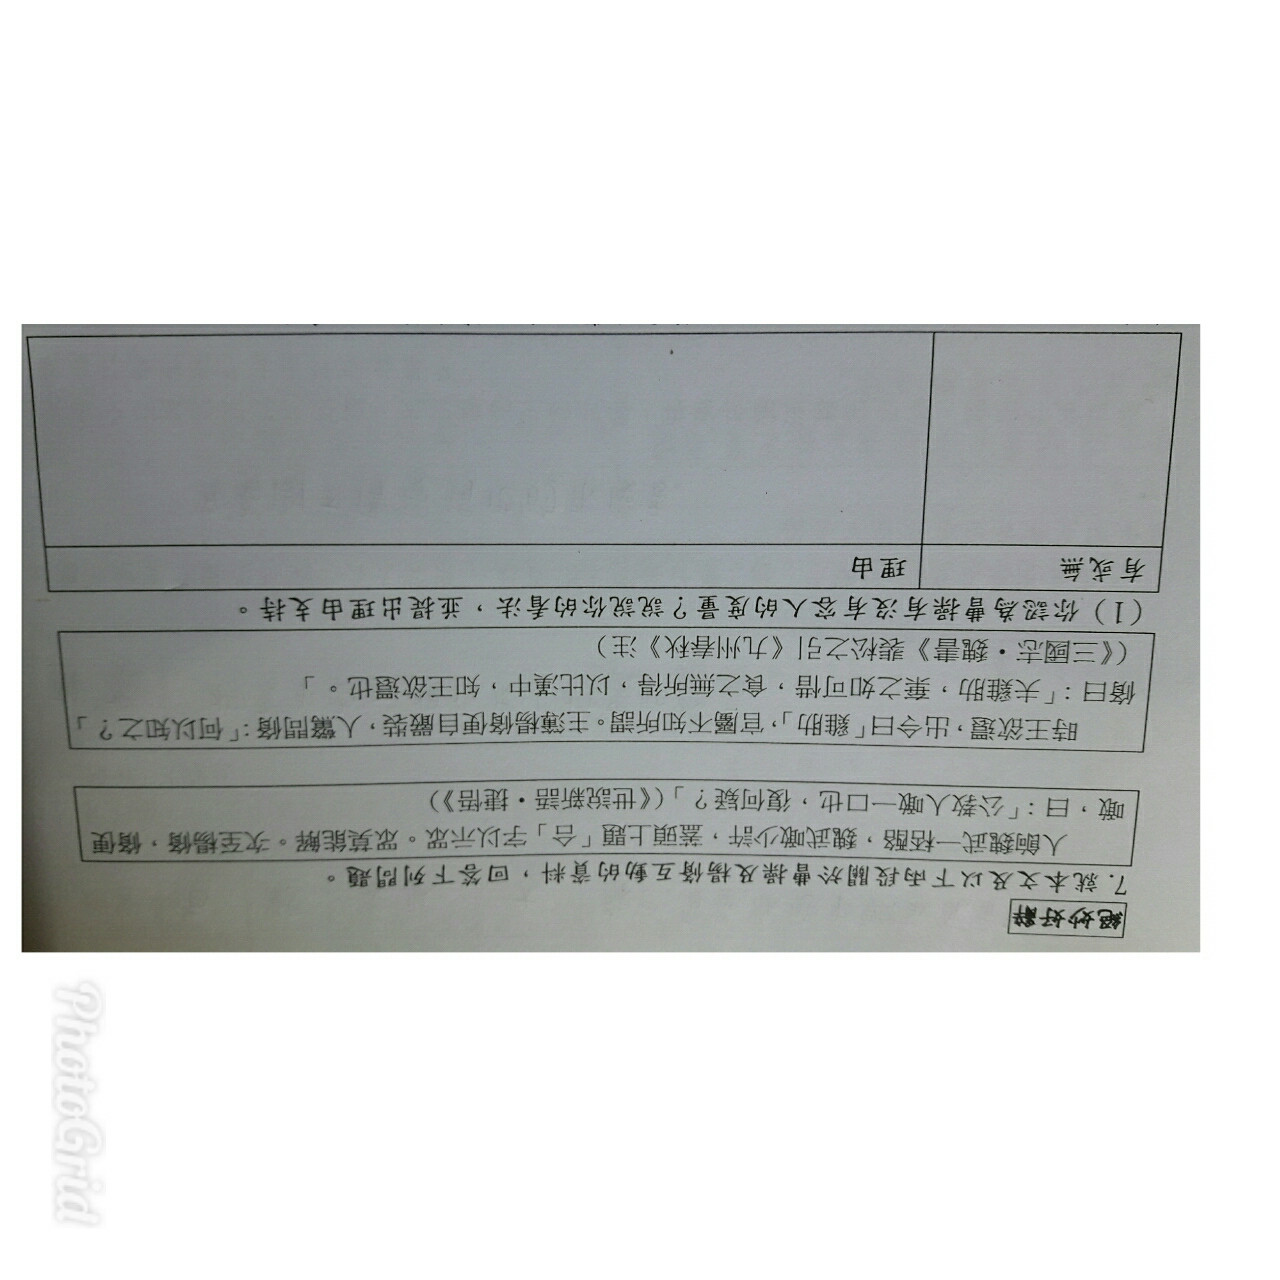 絕妙好辭
7.就本文及以下兩段關於曹操及楊脩互動的資料，回答下列問題。
人餉魏武一桮酪，魏武噉少許，蓋頭上題「合」字以示眾。眾莫能解。次至楊脩，脩便
噉，曰：「公教人噉一口也，復何疑？」（《世說新語·捷悟》）
時王欲還，出令曰「雞肋」，官屬不知所謂。主簿楊脩便自嚴裝，人驚問脩：「何以知之？」
脩曰：「夫雞肋，棄之如可惜，食之無所得，以比漢中，知王欲還也。」
（《三國志·魏書》裴松之引《九州春秋》注）
（1）你認為曹操有沒有容人的度量？說說你的看法，並提出理由支持。
有或無 理由
PhotoGrid